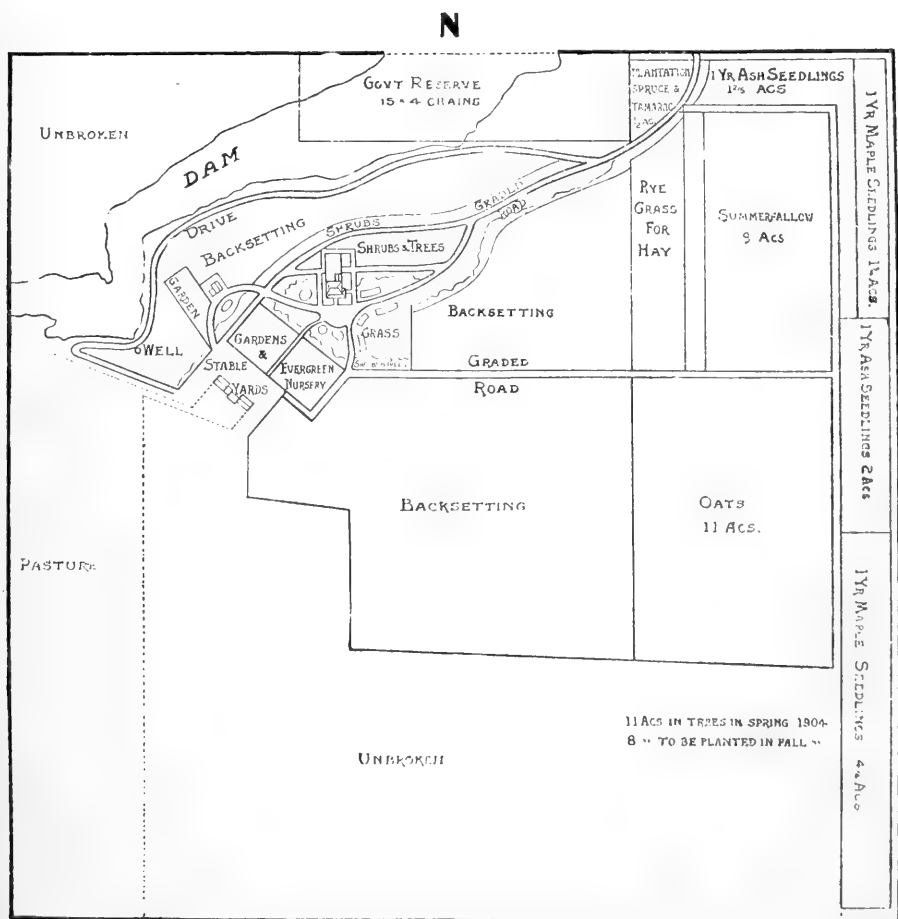 N
GOVT RESERVE
15 × 4 CHAINS
PLANTATION
SPRUCE &
TAMARAC
½ AC
1 YR ASH SEEDLINGS
ACS
1 YR MAPLE SEEDLINGS ACS.
UNBROKEN
DAM
DRIVE
BACKSETTING
SHRUBS
GRADED
ROAD
SHRUBS & TREES
RYE
GRASS
FOR
HAY
SUMMERFALLOW
9 ACS
GARDEN
WELL
STABLE
YARDS
GARDENS
&
EVERGREEN
NURSERY
GRASS
BACKSETTING
GRADED
ROAD
1 YR ASH SEEDLINGS 2 ACS
BACKSETTING
OATS
11 ACS.
PASTURE
1 YR MAPLE SEEDLINGS ACS
11 ACS IN TREES IN SPRING 1904
8 " TO BE PLANTED IN FALL "
UNBROKEN